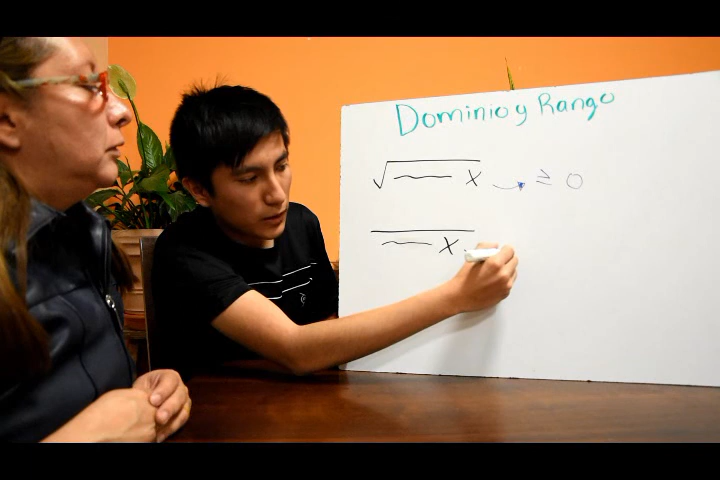 Dominio y Rango
√~~x → ≥ 0
~~x